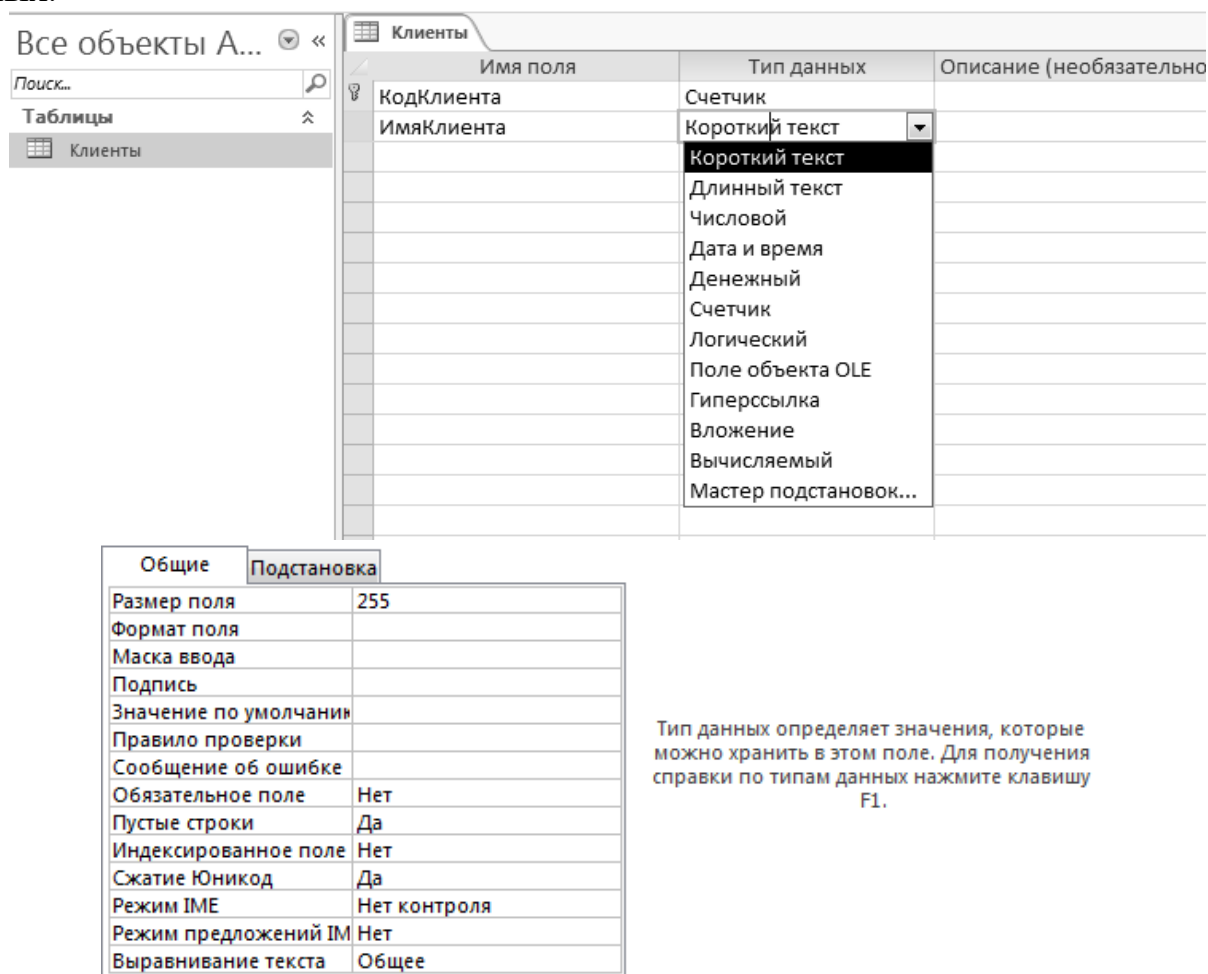 Все объекты A... «
Поиск...
Таблицы
Клиенты
Клиенты
Имя поля Тип данных Описание (необязательно
КодКлиента Счетчик
ИмяКлиента Короткий текст
Короткий текст
Длинный текст
Числовой
Дата и время
Денежный
Счетчик
Логический
Поле объекта OLE
Гиперссылка
Вложение
Вычисляемый
Мастер подстановок...
Общие Подстановка
Размер поля 255
Формат поля
Маска ввода
Подпись
Значение по умолчани
Правило проверки
Сообщение об ошибке
Обязательное поле Нет
Пустые строки Да
Индексированное поле Нет
Сжатие Юникод Да
Режим IME Нет контроля
Режим предложений IM Нет
Выравнивание текста Общее
Тип данных определяет значения, которые
можно хранить в этом поле. Для получения
справки по типам данных нажмите клавишу
F1.